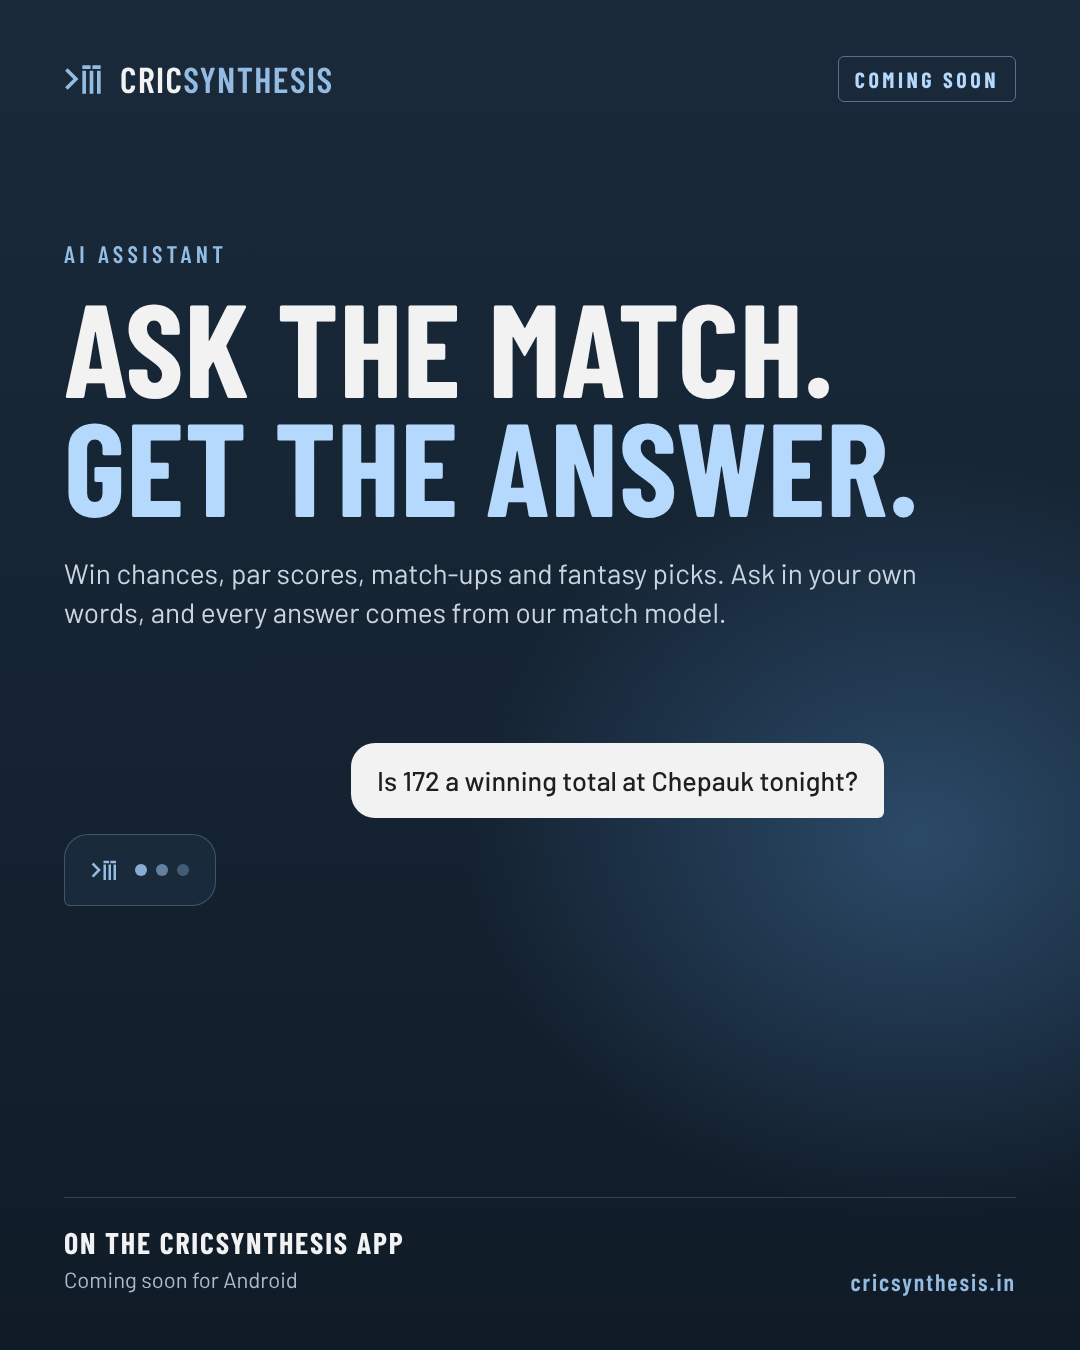 CRICSYNTHESIS
COMING SOON
AI ASSISTANT
ASK THE MATCH.
GET THE ANSWER.
Win chances, par scores, match-ups and fantasy picks. Ask in your own
words, and every answer comes from our match model.
Is 172 a winning total at Chepauk tonight?
ON THE CRICSYNTHESIS APP
Coming soon for Android
cricsynthesis.in